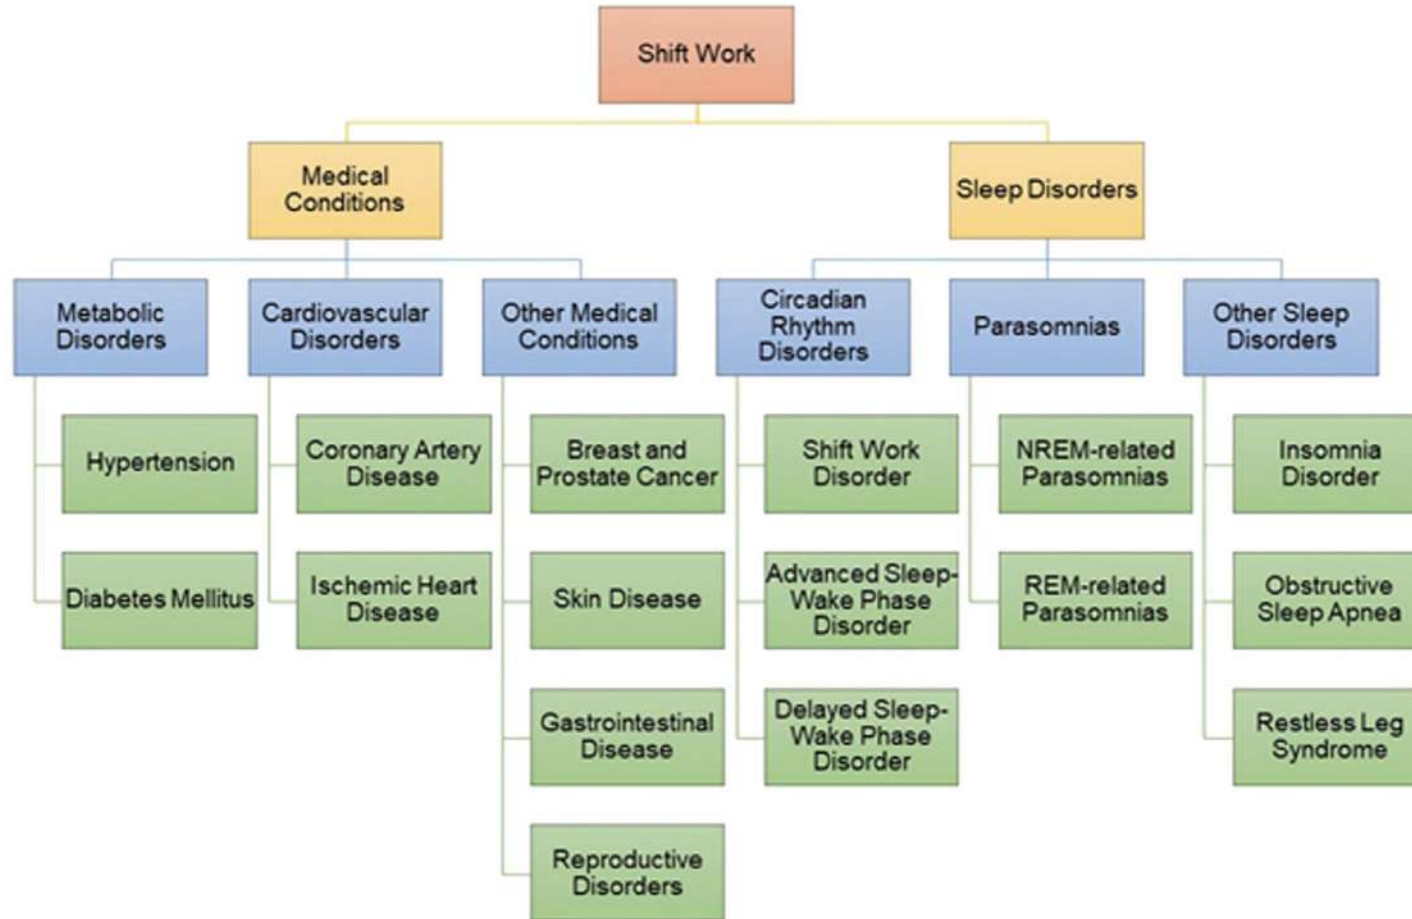 Shift Work
Medical
Conditions
Sleep Disorders
Metabolic
Disorders
Cardiovascular
Disorders
Other Medical
Conditions
Circadian
Rhythm
Disorders
Parasomnias
Other Sleep
Disorders
Hypertension
Coronary Artery
Disease
Breast and
Prostate Cancer
Shift Work
Disorder
NREM-related
Parasomnias
Insomnia
Disorder
Diabetes Mellitus
Ischemic Heart
Disease
Skin Disease
Advanced Sleep-
Wake Phase
Disorder
REM-related
Parasomnias
Obstructive
Sleep Apnea
Gastrointestinal
Disease
Delayed Sleep-
Wake Phase
Disorder
Restless Leg
Syndrome
Reproductive
Disorders